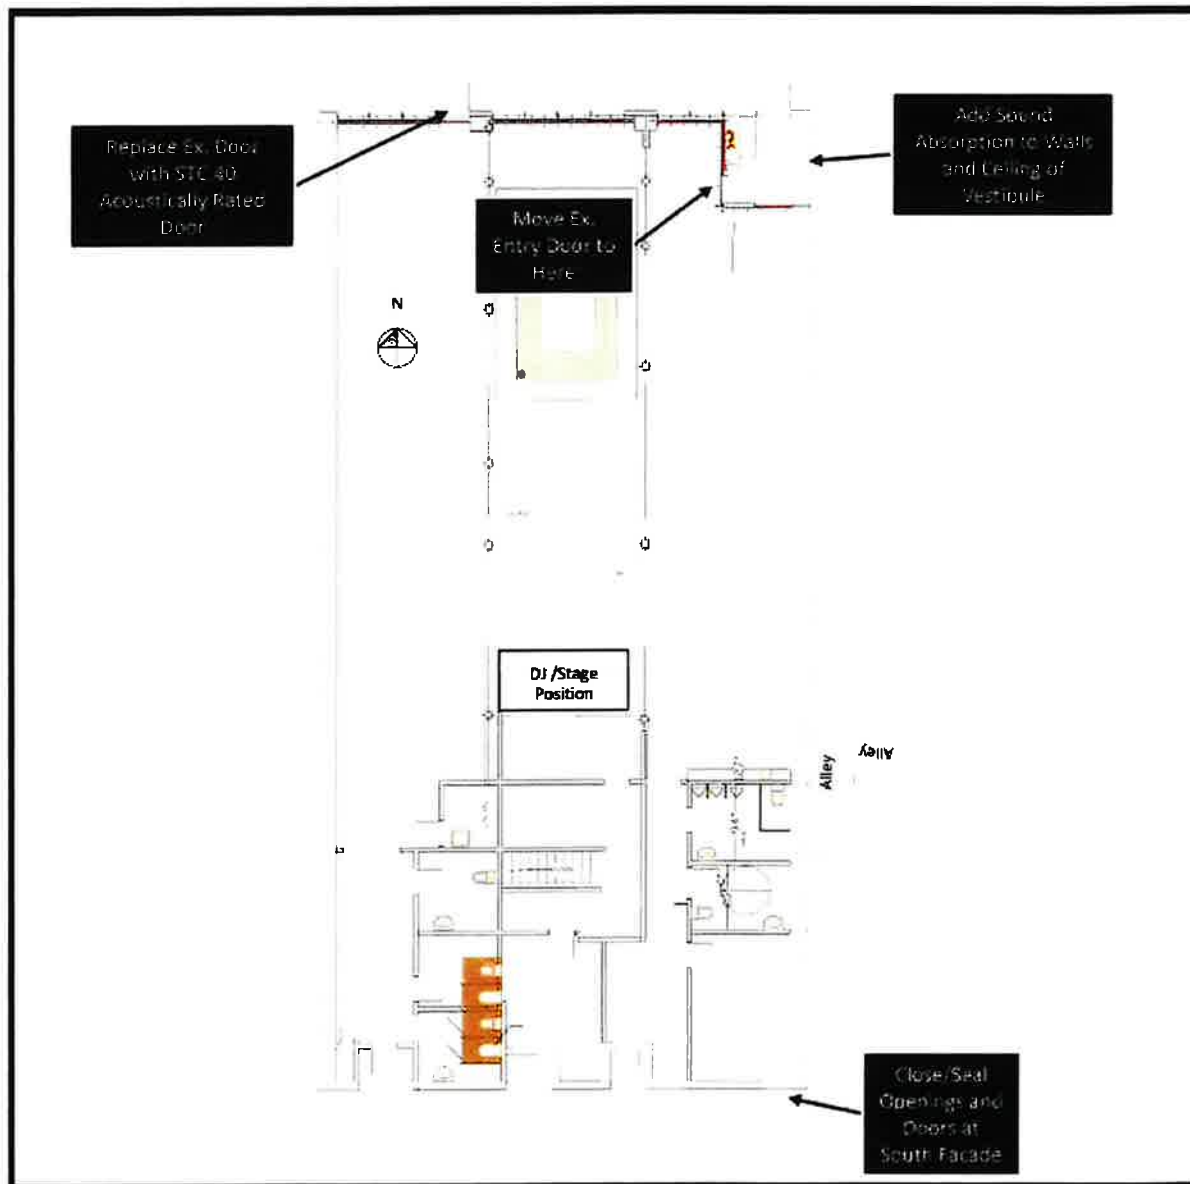 Replace Ex. Door
with STC 40
Acoustically Rated
Door
Add Sound
Absorption to Walls
and Ceiling of
Vestibule
Move Ex.
Entry Door to
Here
N
DJ /Stage
Position
Alley
Alley
Close/Seal
Openings and
Doors at
South Facade